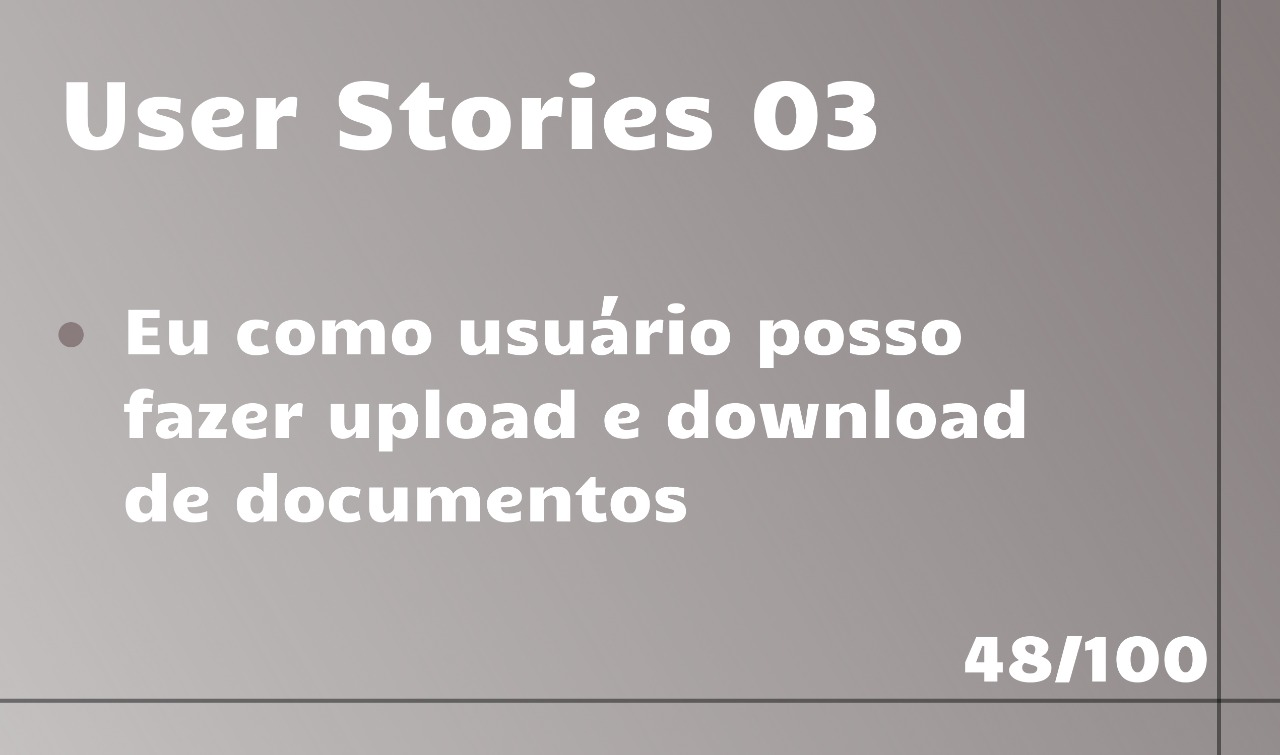 User Stories 03
• Eu como usuário posso
fazer upload e download
de documentos
48/100